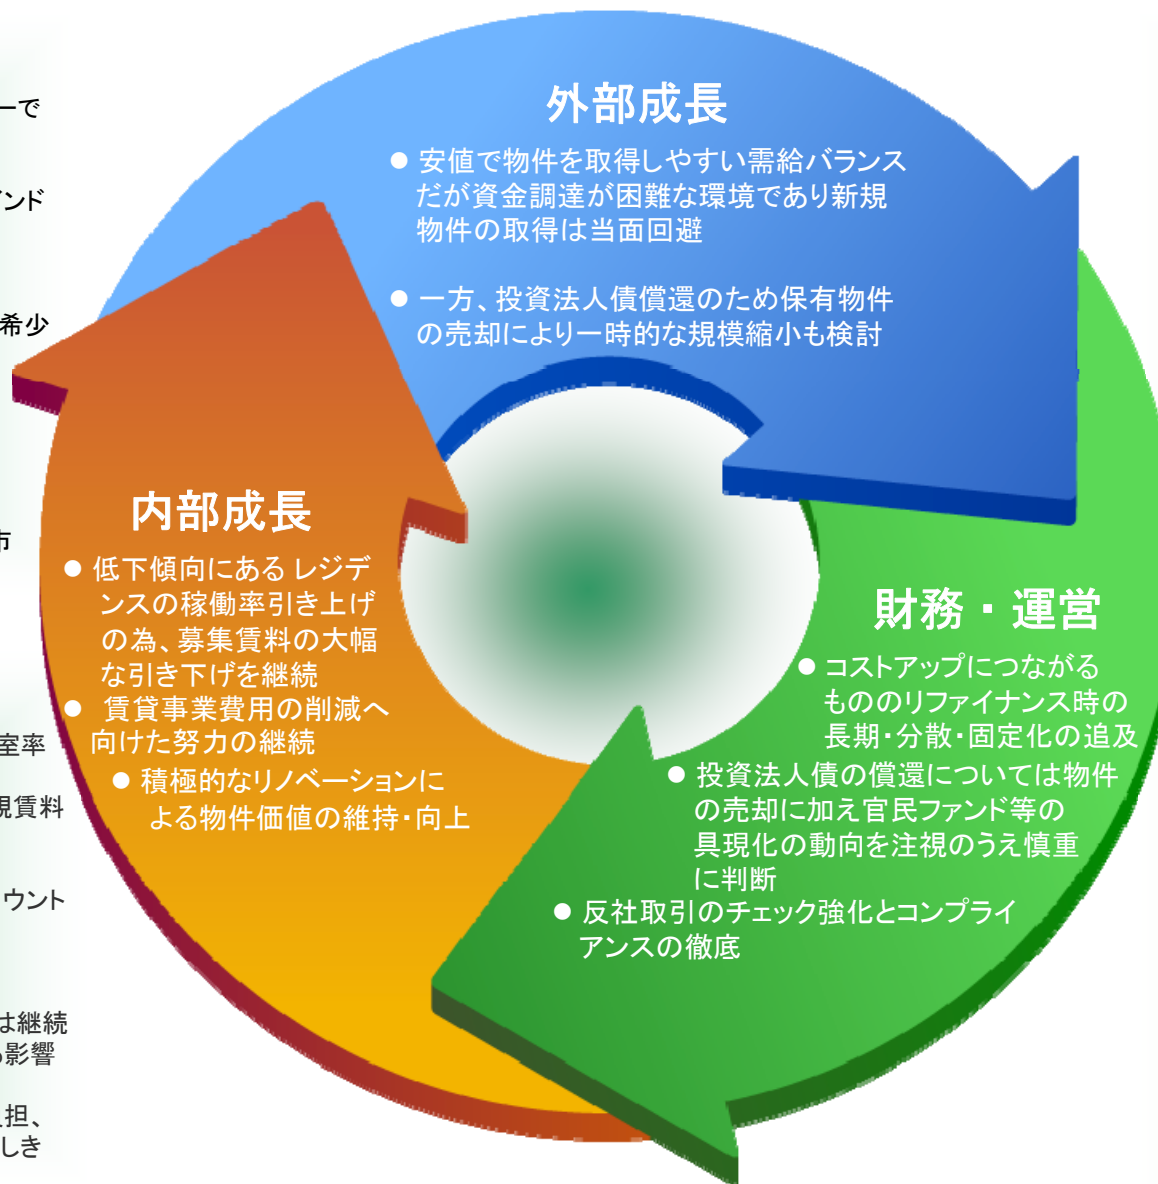 ーで
インド
希少
市
室率
規賃料
ウント
は継続
る影響
担、
しき
外部成長
● 安値で物件を取得しやすい需給バランス
だが資金調達が困難な環境であり新規
物件の取得は当面回避
● 一方、投資法人債償還のため保有物件
の売却により一時的な規模縮小も検討
内部成長
● 低下傾向にあるレジデ
ンスの稼働率引き上げ
の為、募集賃料の大幅
な引き下げを継続
● 賃貸事業費用の削減へ
向けた努力の継続
● 積極的なリノベーションに
よる物件価値の維持・向上
財務・運営
● コストアップにつながる
もののリファイナンス時の
長期・分散・固定化の追及
● 投資法人債の償還については物件
の売却に加え官民ファンド等の
具現化の動向を注視のうえ慎重
に判断
● 反社取引のチェック強化とコンプライ
アンスの徹底